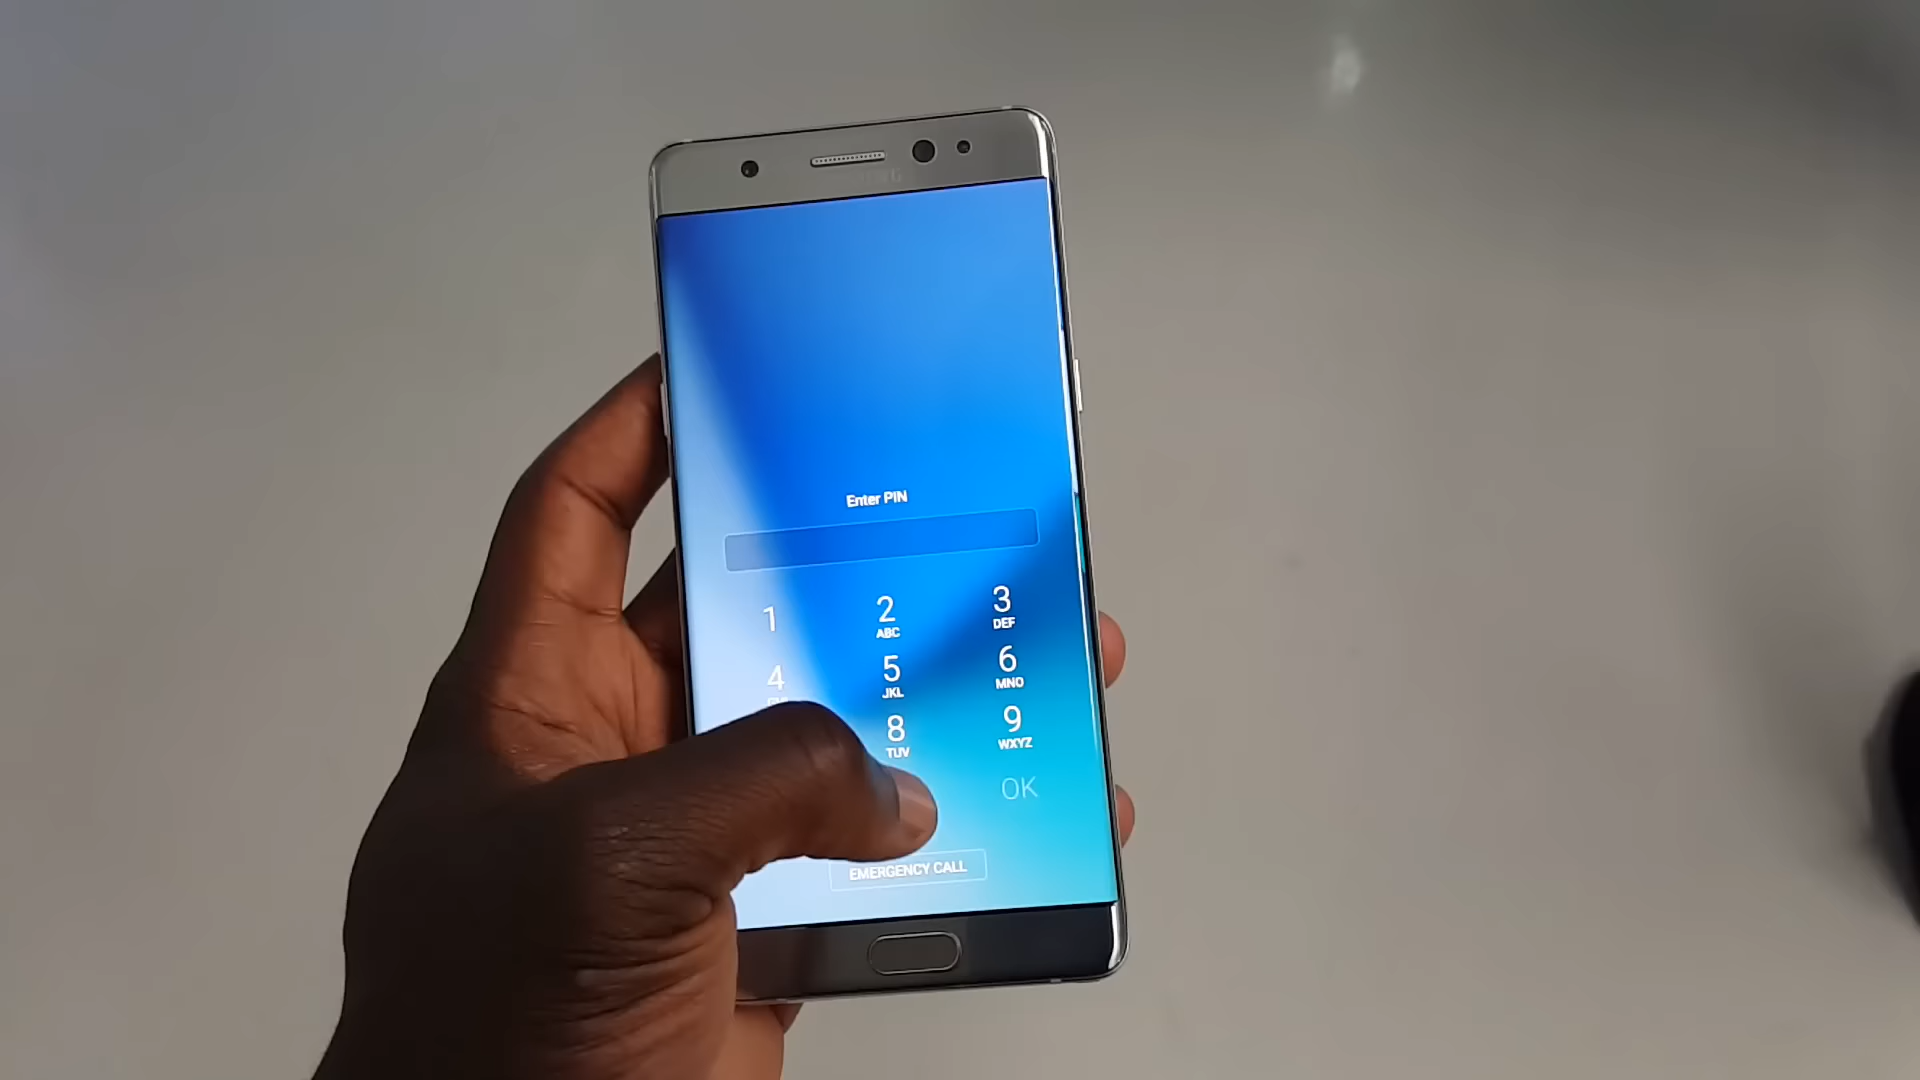 Enter PIN
1 2 3
ABC DEF
4 5 6
JKL MNO
8 9
TUV WXYZ
OK
EMERGENCY CALL